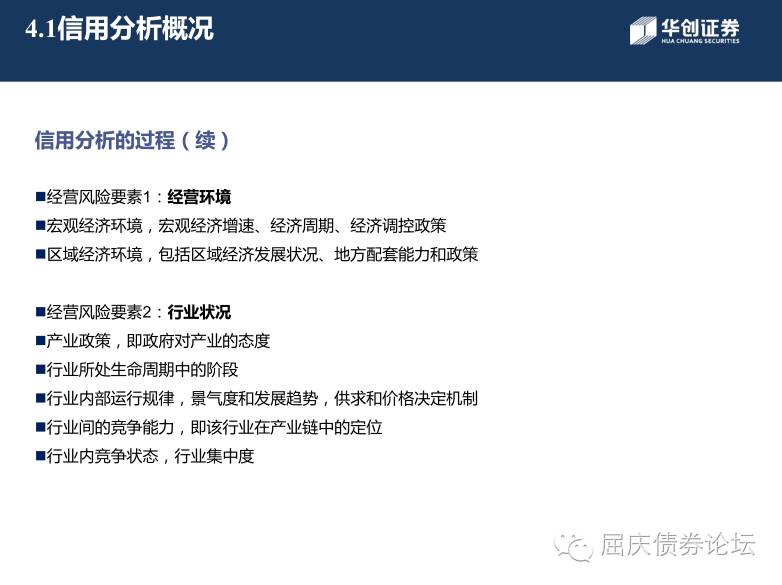 4.1信用分析概况
华创证券
HUA CHUANG SECURITIES
信用分析的过程（续）
■经营风险要素1：经营环境
■宏观经济环境，宏观经济增速、经济周期、经济调控政策
■区域经济环境，包括区域经济发展状况、地方配套能力和政策
■经营风险要素2：行业状况
■产业政策，即政府对产业的态度
■行业所处生命周期中的阶段
■行业内部运行规律，景气度和发展趋势，供求和价格决定机制
■行业间的竞争能力，即该行业在产业链中的定位
■行业内竞争状态，行业集中度
屈庆债券论坛